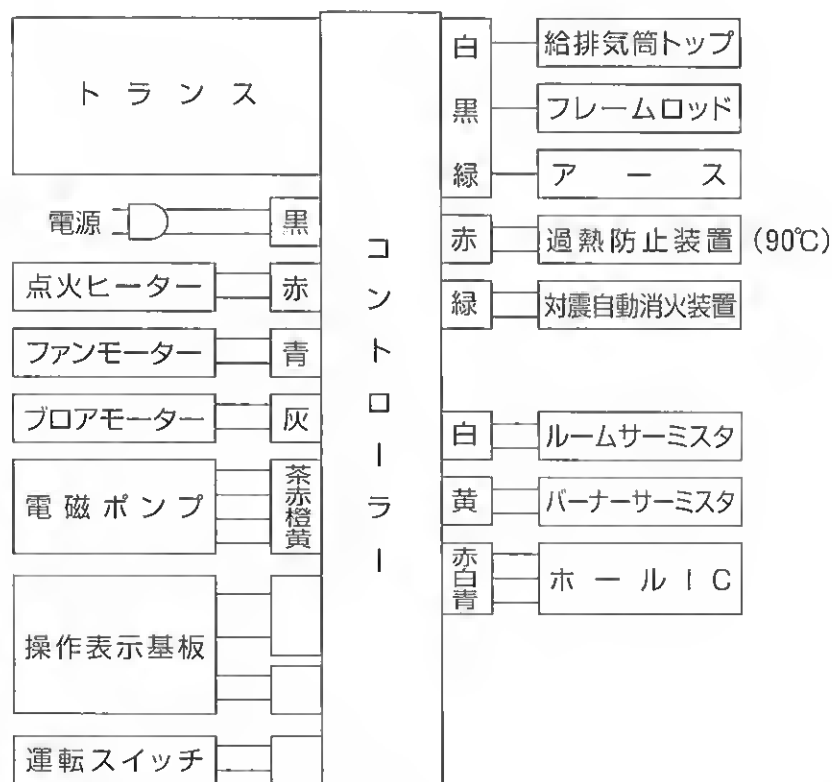 トランス
電源
黒
点火ヒーター
赤
ファンモーター
青
ブロアモーター
灰
電磁ポンプ
茶
赤
橙
黄
操作表示基板
運転スイッチ
コントローラー
白
給排気筒トップ
黒
フレームロッド
緑
アース
赤
過熱防止装置 (90℃)
緑
対震自動消火装置
白
ルームサーミスタ
黄
バーナーサーミスタ
赤
白
青
ホールIC